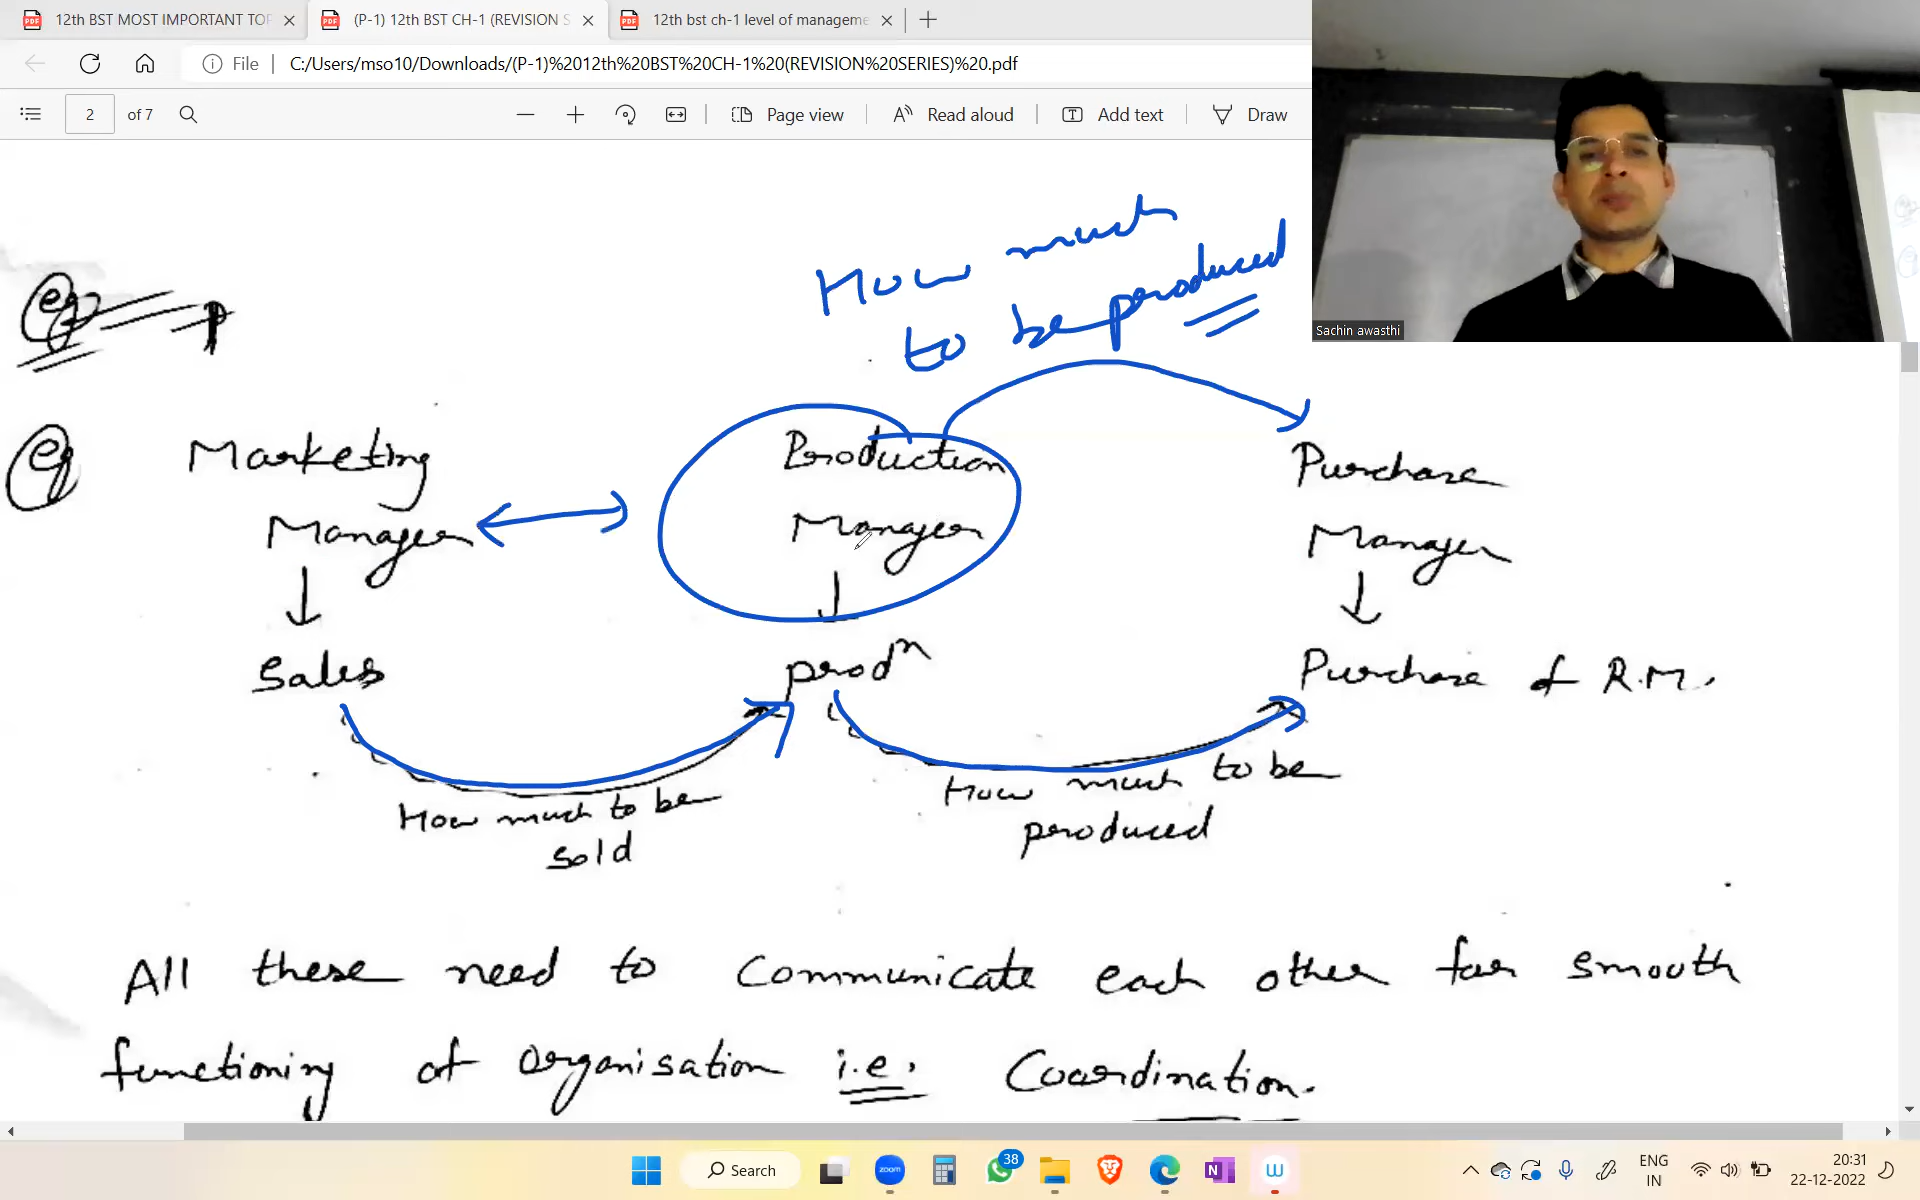 12th BST MOST IMPORTANT TOP
(P-1) 12th BST CH-1 (REVISION S
12th bst ch-1 level of manageme
File
C:/Users/mso10/Downloads/(P-1)%2012th%20BST%20CH-1%20(REVISION%20SERIES)%20.pdf
2 of 7
Page view
Read aloud
Add text
Draw
Sachin awasthi
How much
to be produced
eg
p
eg
Marketing
Manager
Sales
Production
Manager
prodn
Purchase
Manager
Purchase of R.M.
How much to be
sold
How much to be
produced
All these need to communicate each other for smooth
functioning of organisation i.e. Coordination.
Search
zoom
38
N
W
ENG
IN
20:31
22-12-2022